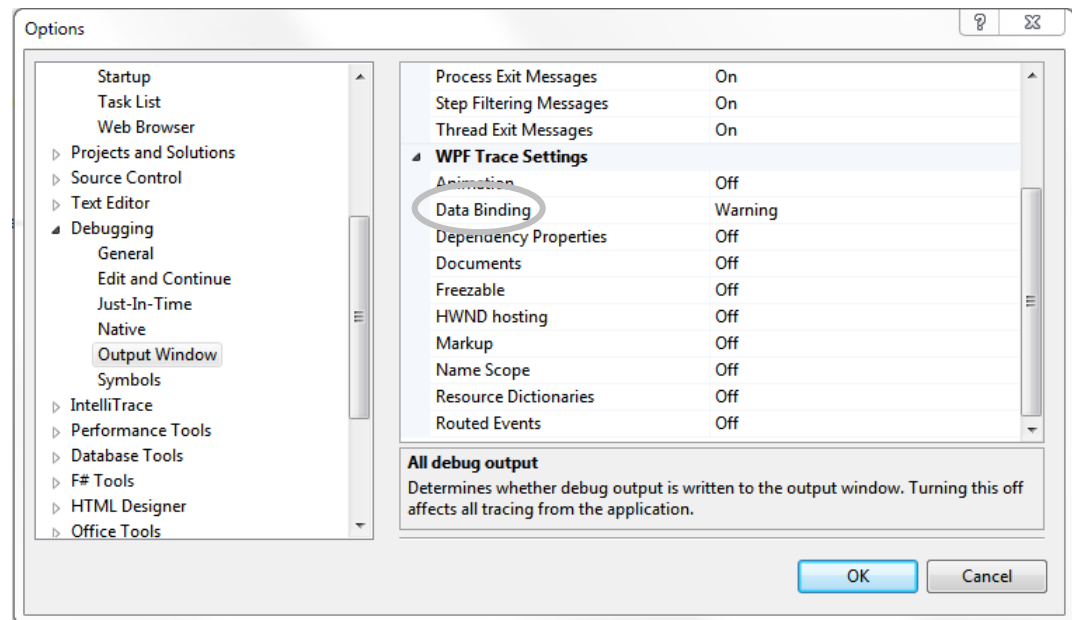 Options
Startup
Task List
Web Browser
Projects and Solutions
Source Control
Text Editor
Debugging
General
Edit and Continue
Just-In-Time
Native
Output Window
Symbols
IntelliTrace
Performance Tools
Database Tools
F# Tools
HTML Designer
Office Tools
Process Exit Messages On
Step Filtering Messages On
Thread Exit Messages On
WPF Trace Settings
Animation Off
Data Binding Warning
Dependency Properties Off
Documents Off
Freezable Off
HWND hosting Off
Markup Off
Name Scope Off
Resource Dictionaries Off
Routed Events Off
All debug output
Determines whether debug output is written to the output window. Turning this off
affects all tracing from the application.
OK Cancel